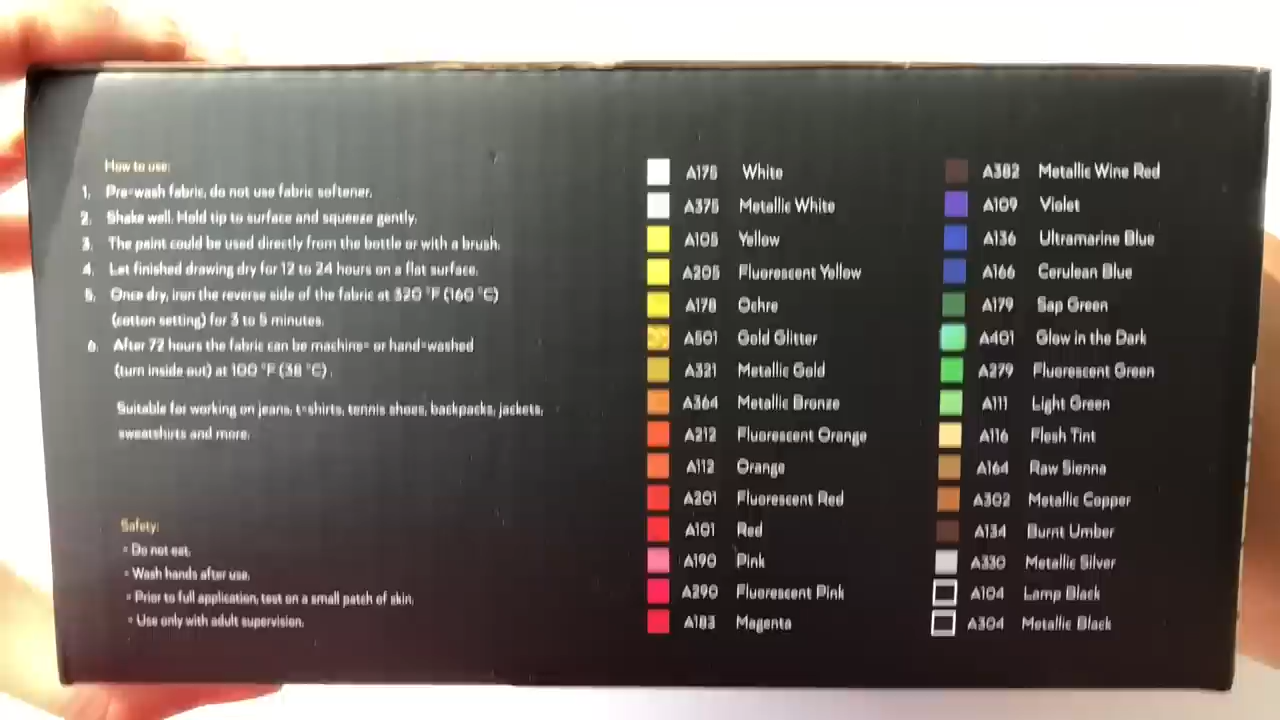 How to use:
1. Pre-wash fabric, do not use fabric softener.
2. Shake well. Hold tip to surface and squeeze gently.
3. The paint could be used directly from the bottle or with a brush.
4. Let finished drawing dry for 12 to 24 hours on a flat surface.
5. Once dry, iron the reverse side of the fabric at 320 °F (160 °C)
(cotton setting) for 3 to 5 minutes.
6. After 72 hours the fabric can be machine- or hand-washed
(turn inside out) at 100 °F (38 °C).
Suitable for working on jeans, t-shirts, tennis shoes, backpacks, jackets,
sweatshirts and more.
Safety:
- Do not eat.
- Wash hands after use.
- Prior to full application, test on a small patch of skin.
- Use only with adult supervision.
A175 White
A375 Metallic White
A105 Yellow
A205 Fluorescent Yellow
A178 Ochre
A501 Gold Glitter
A321 Metallic Gold
A364 Metallic Bronze
A212 Fluorescent Orange
A112 Orange
A201 Fluorescent Red
A101 Red
A190 Pink
A290 Fluorescent Pink
A183 Magenta
A382 Metallic Wine Red
A109 Violet
A136 Ultramarine Blue
A166 Cerulean Blue
A179 Sap Green
A401 Glow in the Dark
A279 Fluorescent Green
A111 Light Green
A116 Flesh Tint
A164 Raw Sienna
A302 Metallic Copper
A134 Burnt Umber
A330 Metallic Silver
A104 Lamp Black
A304 Metallic Black